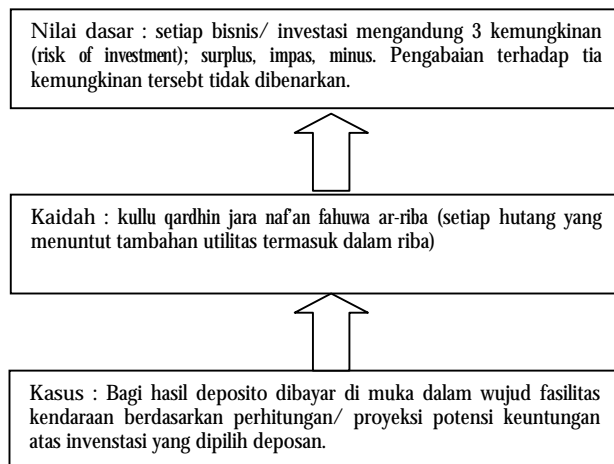 Nilai dasar : setiap bisnis/ investasi mengandung 3 kemungkinan
(risk of investment); surplus, impas, minus. Pengabaian terhadap tia
kemungkinan tersebt tidak dibenarkan.
Kaidah : kullu qardhin jara naf'an fahuwa ar-riba (setiap hutang yang
menuntut tambahan utilitas termasuk dalam riba)
Kasus : Bagi hasil deposito dibayar di muka dalam wujud fasilitas
kendaraan berdasarkan perhitungan/ proyeksi potensi keuntungan
atas invenstasi yang dipilih deposan.